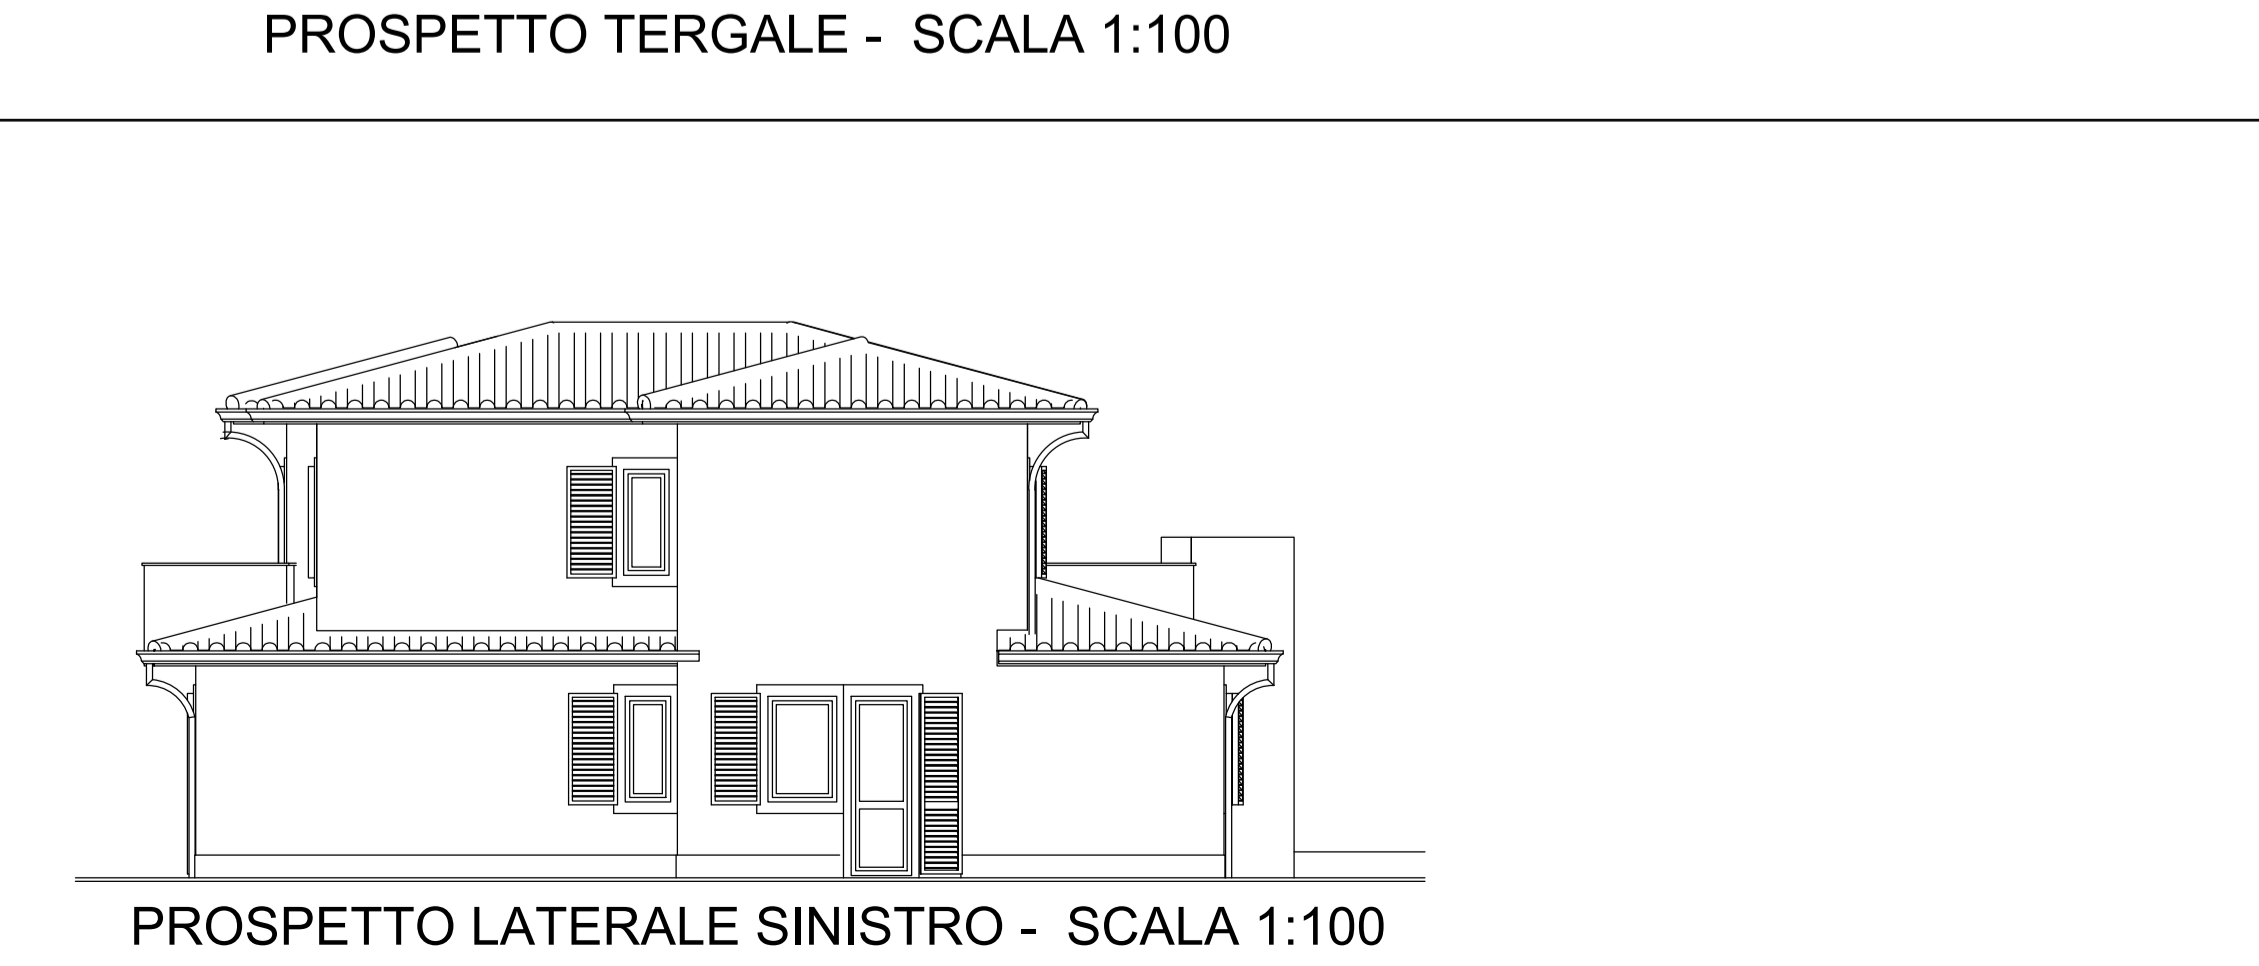 PROSPETTO TERGALE - SCALA 1:100
PROSPETTO LATERALE SINISTRO - SCALA 1:100